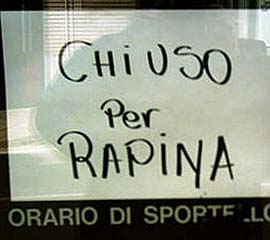 CHIUSO
Per
RAPINA
ORARIO DI SPORTELLO